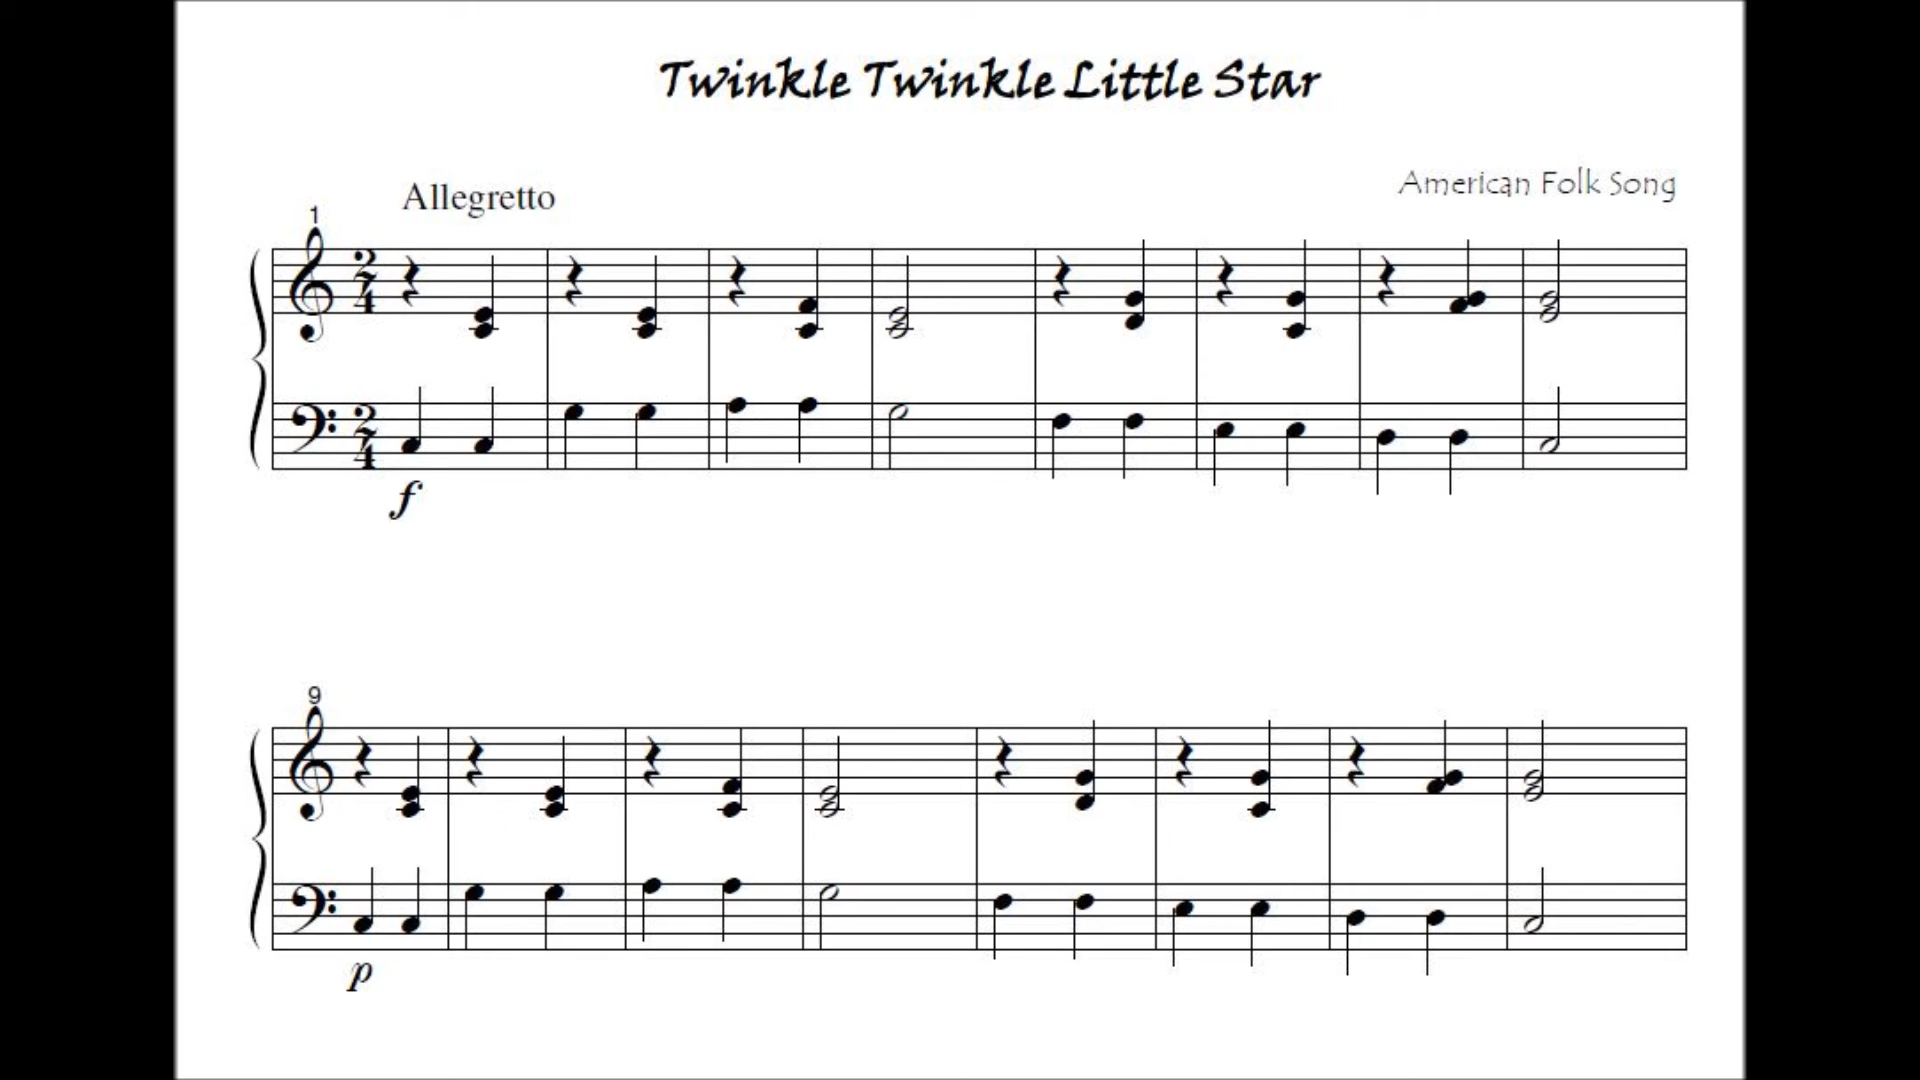 Twinkle Twinkle Little Star
American Folk Song
Allegretto
1
2
4
2
4
f
9
p